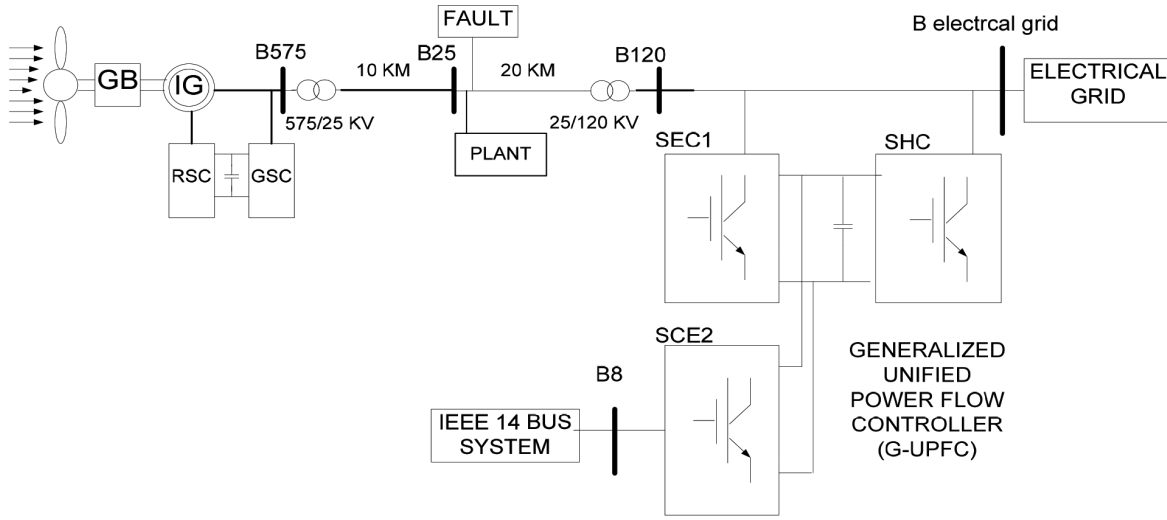 FAULT
B electrcal grid
B575
B25
B120
10 KM
20 KM
GB
IG
ELECTRICAL
GRID
575/25 KV
25/120 KV
PLANT
SEC1
SHC
RSC
GSC
SCE2
GENERALIZED
UNIFIED
POWER FLOW
CONTROLLER
(G-UPFC)
B8
IEEE 14 BUS
SYSTEM